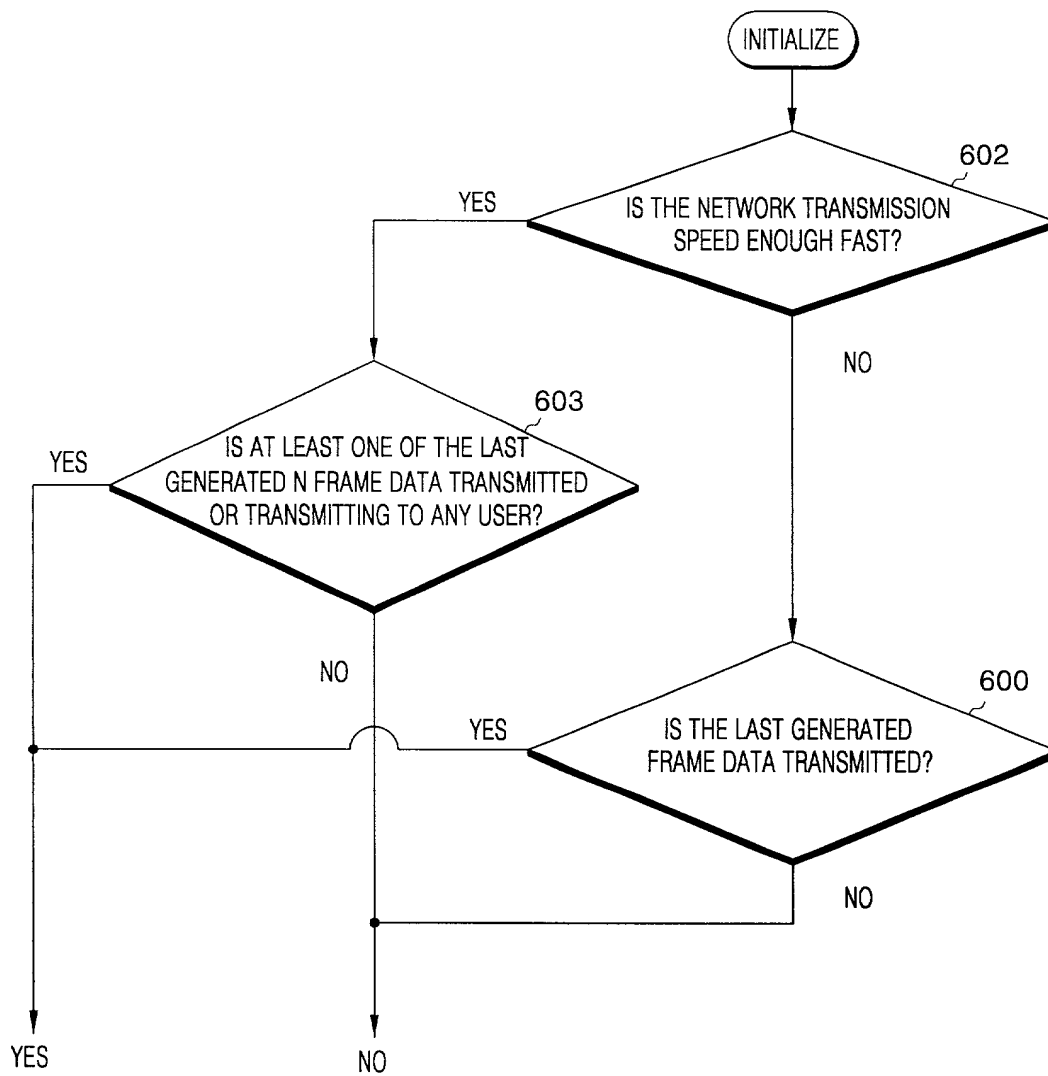 INITIALIZE
602
YES
IS THE NETWORK TRANSMISSION
SPEED ENOUGH FAST?
NO
603
YES
IS AT LEAST ONE OF THE LAST
GENERATED N FRAME DATA TRANSMITTED
OR TRANSMITTING TO ANY USER?
NO
600
YES
IS THE LAST GENERATED
FRAME DATA TRANSMITTED?
NO
YES
NO